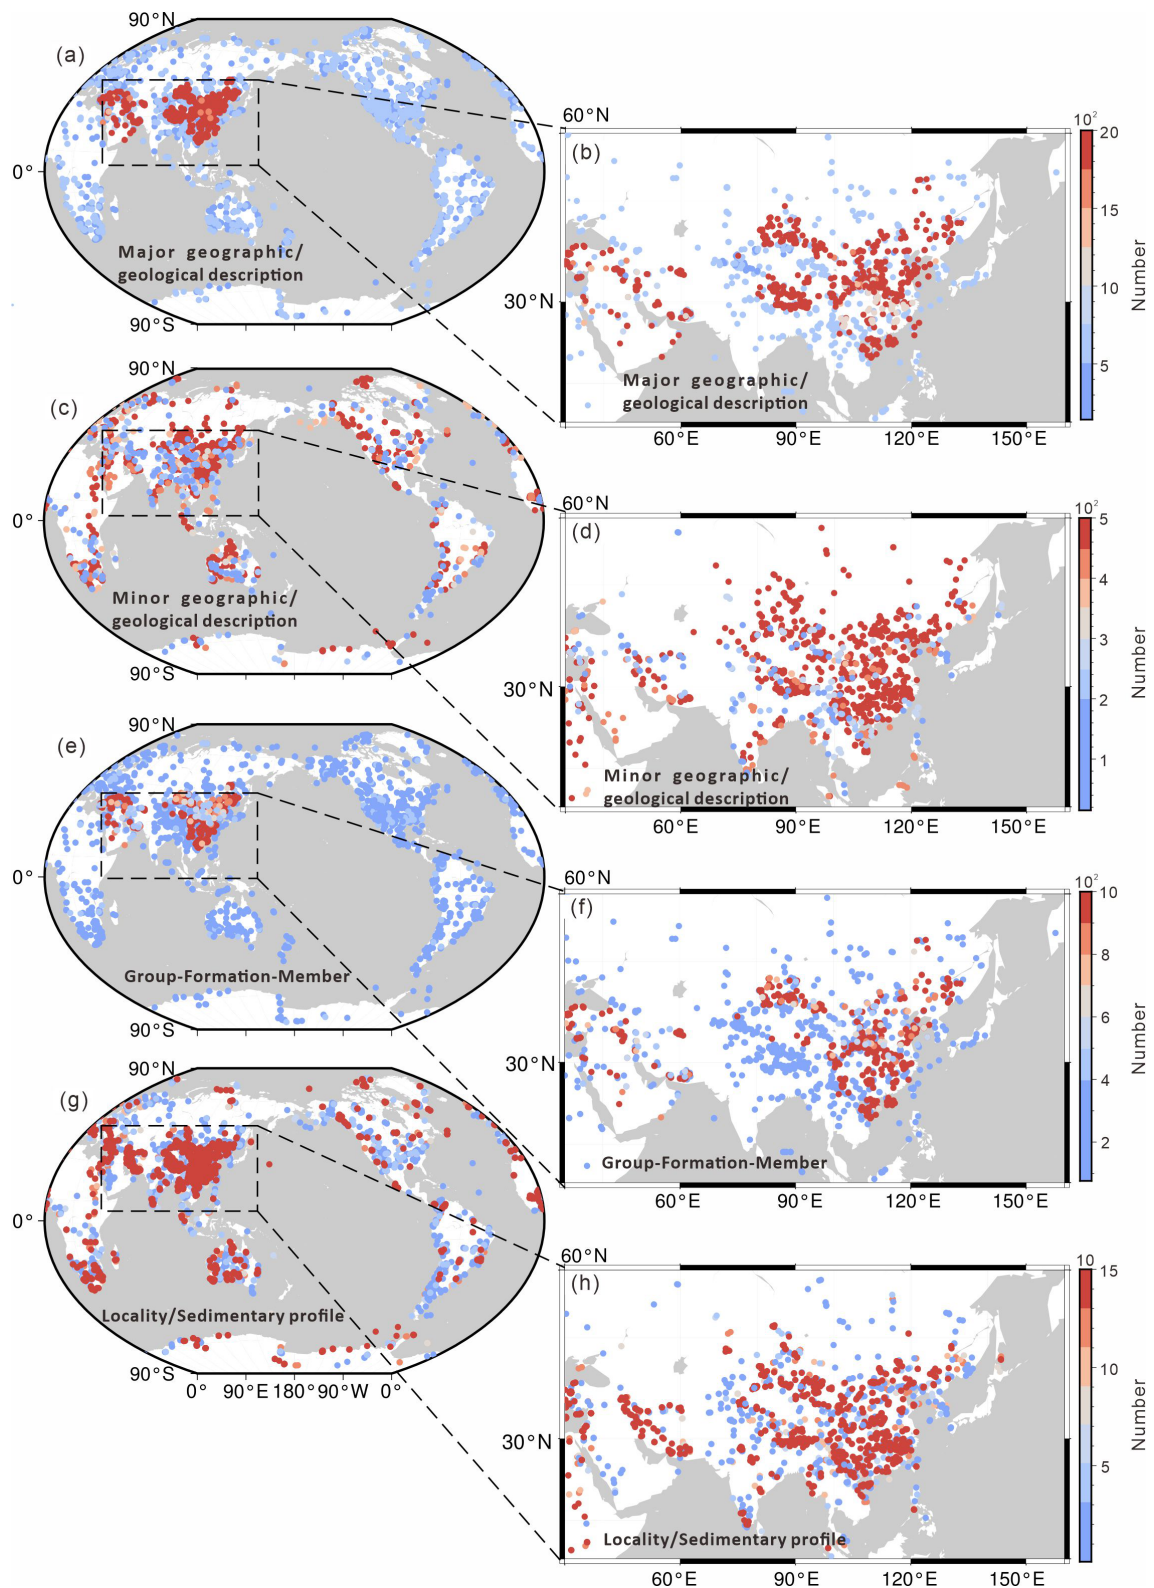 90°N
(a)
0°
Major geographic/
geological description
90°S
60°N
(b)
30°N
Major geographic/
geological description
60°E 90°E 120°E 150°E
10²
20
15
10
5
Number
90°N
(c)
0°
Minor geographic/
geological description
90°S
60°N
(d)
30°N
Minor geographic/
geological description
60°E 90°E 120°E 150°E
10²
5
4
3
2
1
Number
90°N
(e)
0°
Group-Formation-Member
90°S
60°N
(f)
30°N
Group-Formation-Member
60°E 90°E 120°E 150°E
10²
10
8
6
4
2
Number
90°N
(g)
0°
Locality/Sedimentary profile
90°S
0° 90°E 180° 90°W 0°
60°N
(h)
30°N
Locality/Sedimentary profile
60°E 90°E 120°E 150°E
10
15
10
5
Number